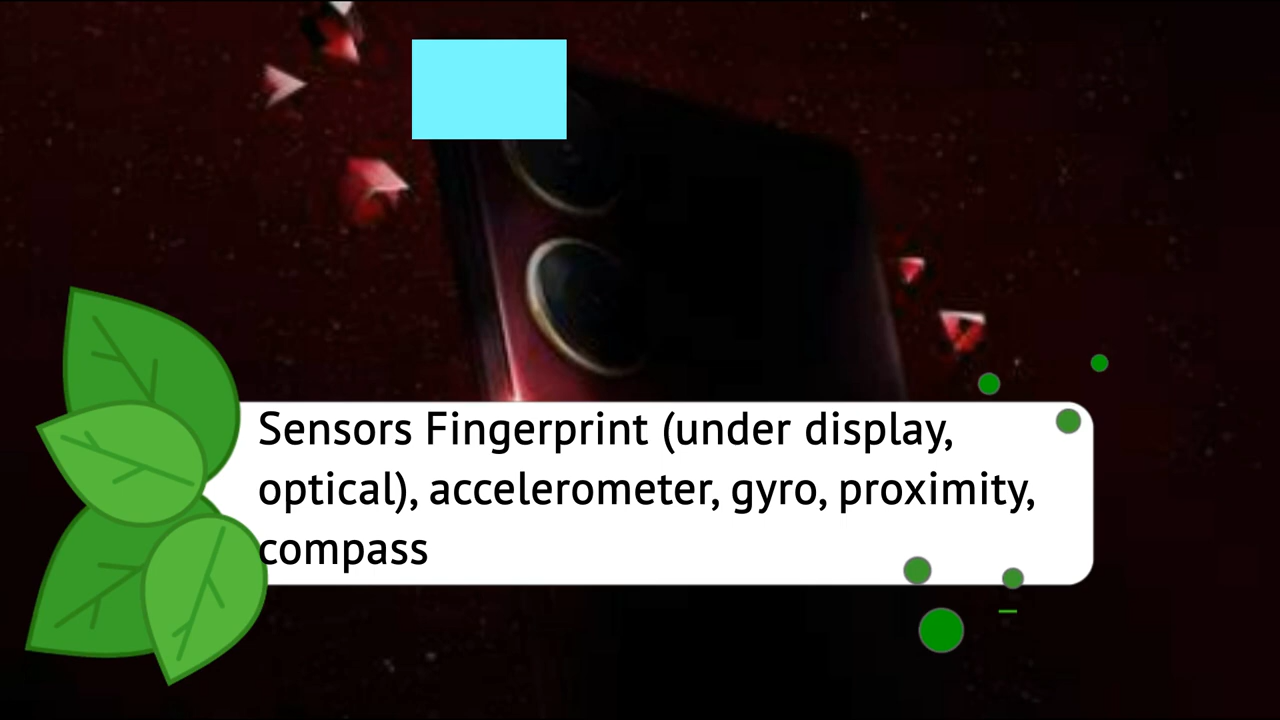 Sensors Fingerprint (under display,
optical), accelerometer, gyro, proximity,
compass